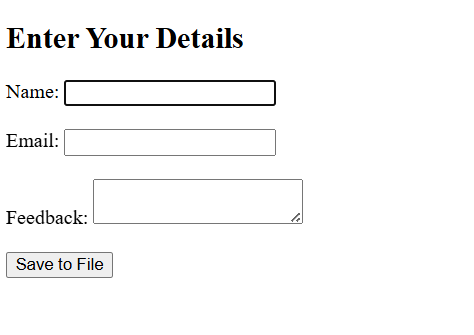 Enter Your Details
Name:
Email:
Feedback:
Save to File